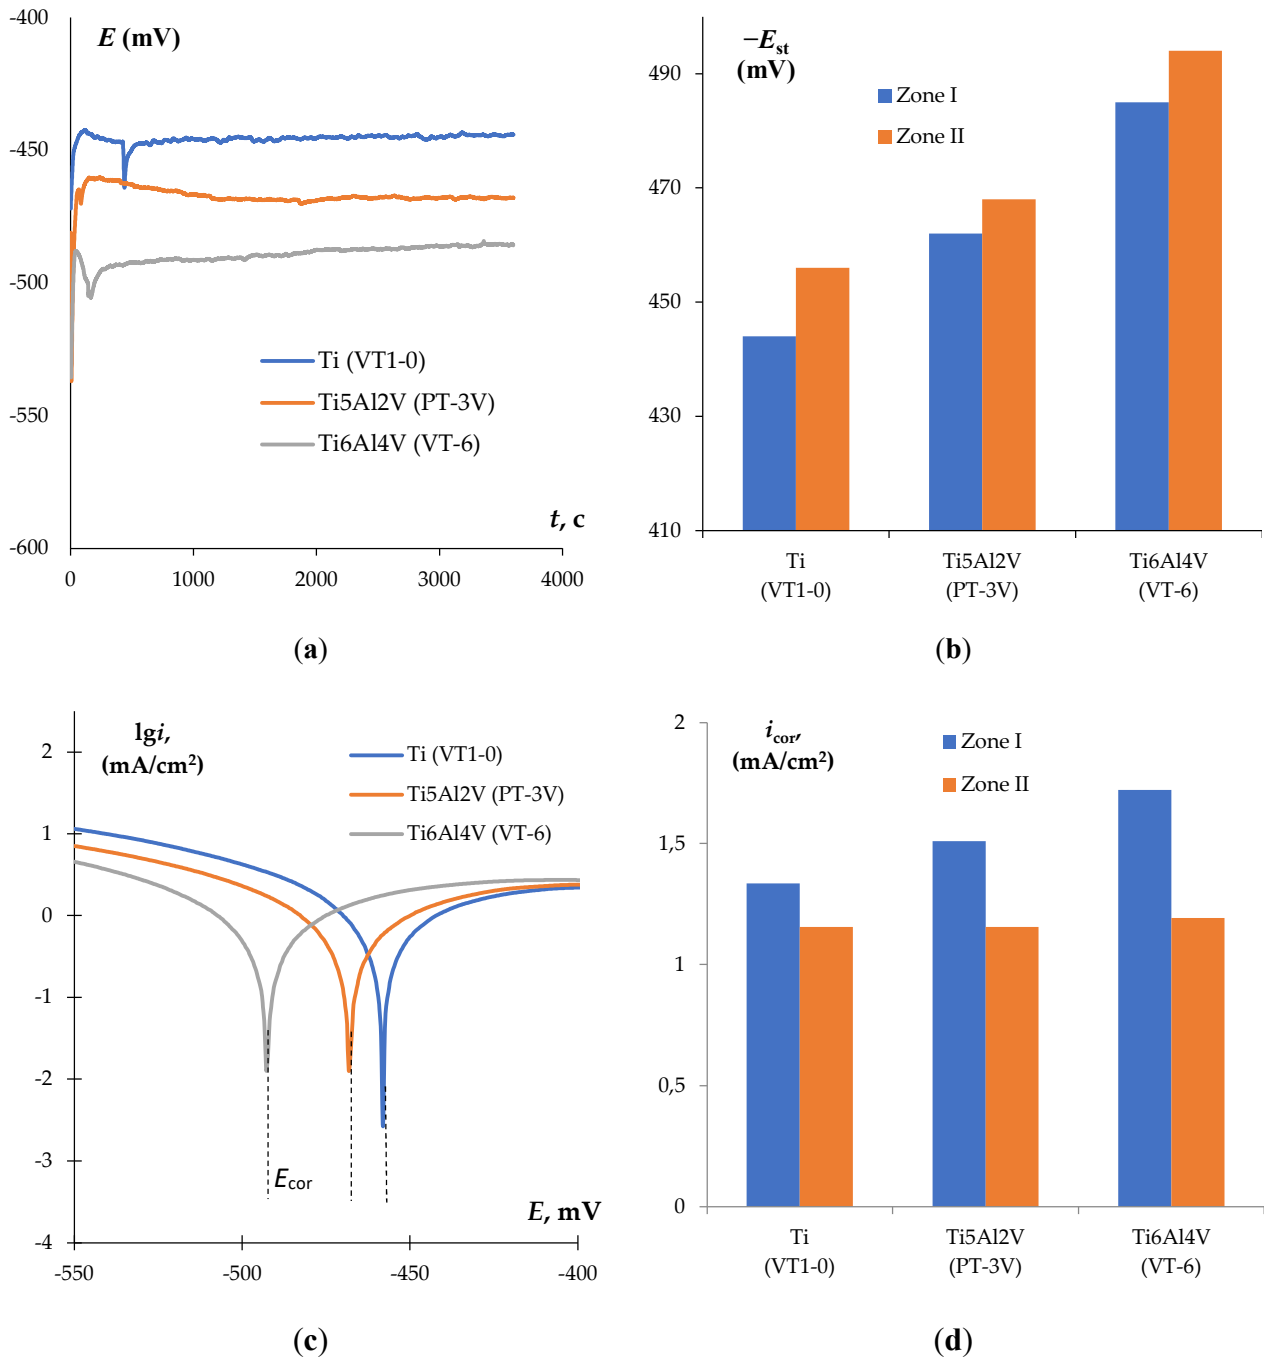 E (mV)
-400
-450
-500
-550
-600
0
1000
2000
3000
4000
Ti (VT1-0)
Ti5Al2V (PT-3V)
Ti6Al4V (VT-6)
t, c
(a)
−Est
(mV)
490
470
450
430
410
Zone I
Zone II
Ti
(VT1-0)
Ti5Al2V
(PT-3V)
Ti6Al4V
(VT-6)
(b)
lgi,
(mA/cm²)
2
1
0
-1
-2
-3
-4
Ti (VT1-0)
Ti5Al2V (PT-3V)
Ti6Al4V (VT-6)
Ecor
E, mV
-550
-500
-450
-400
(c)
icor,
(mA/cm²)
2
1,5
1
0,5
0
Zone I
Zone II
Ti
(VT1-0)
Ti5Al2V
(PT-3V)
Ti6Al4V
(VT-6)
(d)